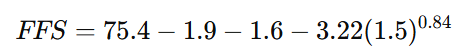 FFS = 75.4 − 1.9 − 1.6 − 3.22(1.5)^0.84